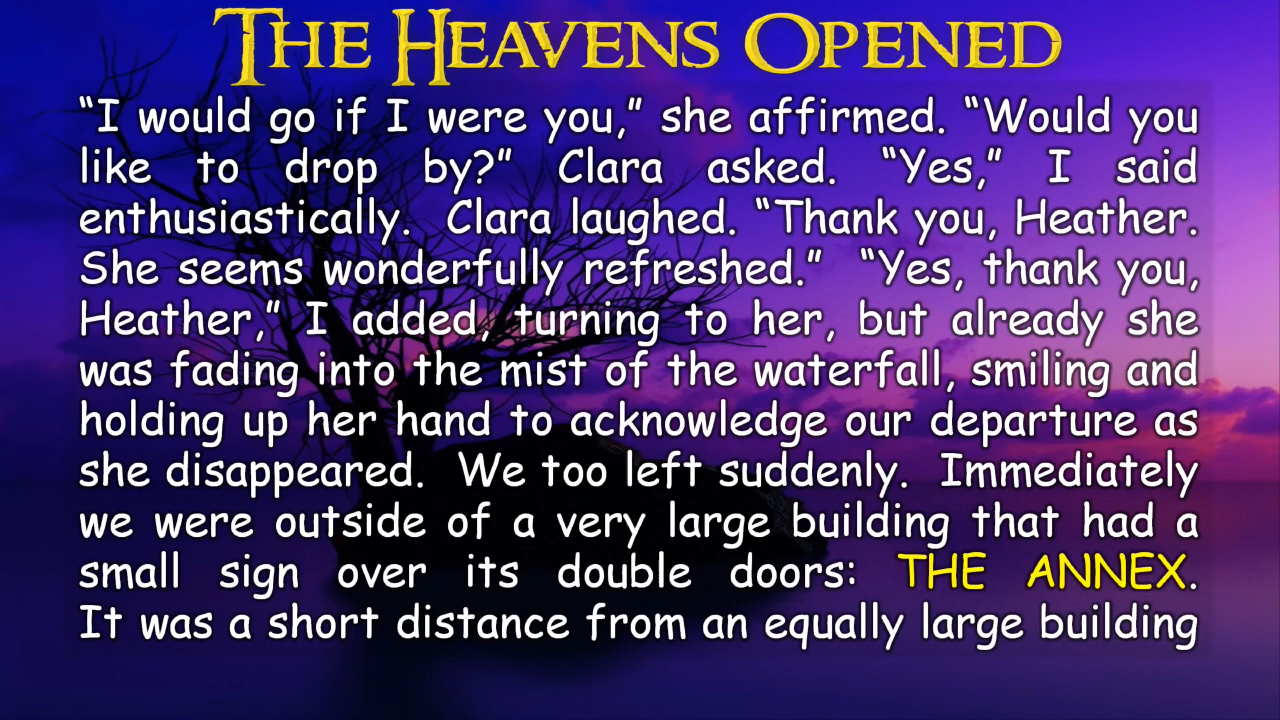 THE HEAVENS OPENED
“I would go if I were you,” she affirmed. “Would you
like to drop by?” Clara asked. “Yes,” I said
enthusiastically. Clara laughed. “Thank you, Heather.
She seems wonderfully refreshed.” “Yes, thank you,
Heather,” I added, turning to her, but already she
was fading into the mist of the waterfall, smiling and
holding up her hand to acknowledge our departure as
she disappeared. We too left suddenly. Immediately
we were outside of a very large building that had a
small sign over its double doors: THE ANNEX.
It was a short distance from an equally large building